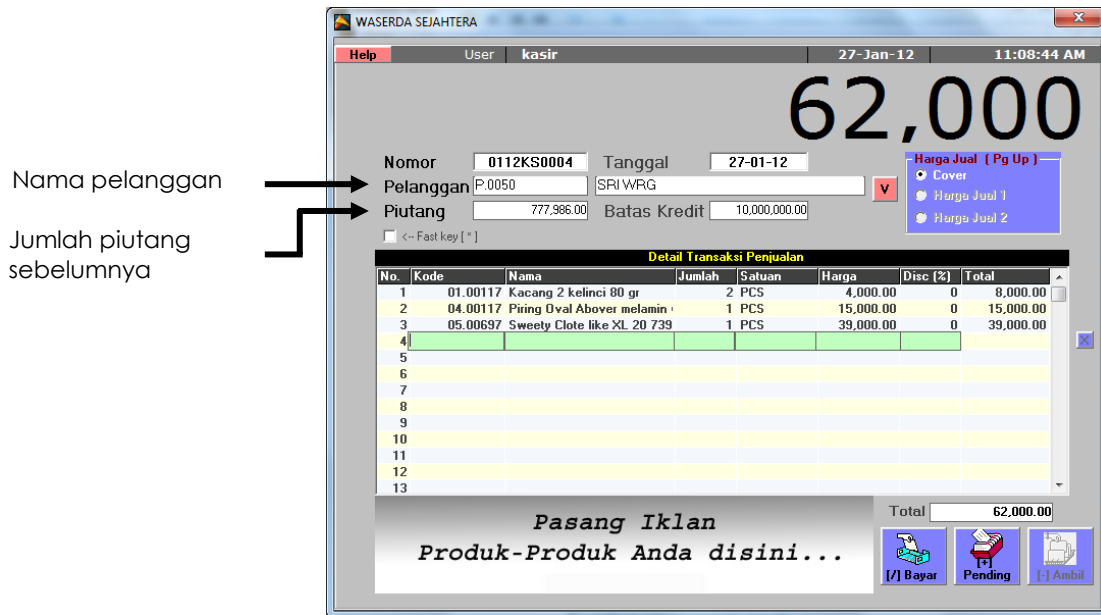 WASERDA SEJAHTERA
Help User kasir 27-Jan-12 11:08:44 AM
62,000
Nomor 0112KS0004 Tanggal 27-01-12
Harga Jual ( Pg Up )
Nama pelanggan
Pelanggan P.0050 SRI WRG V
Cover
Piutang 777,986.00 Batas Kredit 10,000,000.00
Harga Jual 1
Harga Jual 2
Jumlah piutang
sebelumnya
<-- Fast key [ * ]
Detail Transaksi Penjualan
No. Kode Nama Jumlah Satuan Harga Disc (%) Total
1 01.00117 Kacang 2 kelinci 80 gr 2 PCS 4,000.00 0 8,000.00
2 04.00117 Piring Oval Abover melamin 1 PCS 15,000.00 0 15,000.00
3 05.00697 Sweety Clote like XL 20 739 1 PCS 39,000.00 0 39,000.00
4
5
6
7
8
9
10
11
12
13
Total 62,000.00
Pasang Iklan
Produk-Produk Anda disini...
[/] Bayar
[+] Pending
[-] Ambil